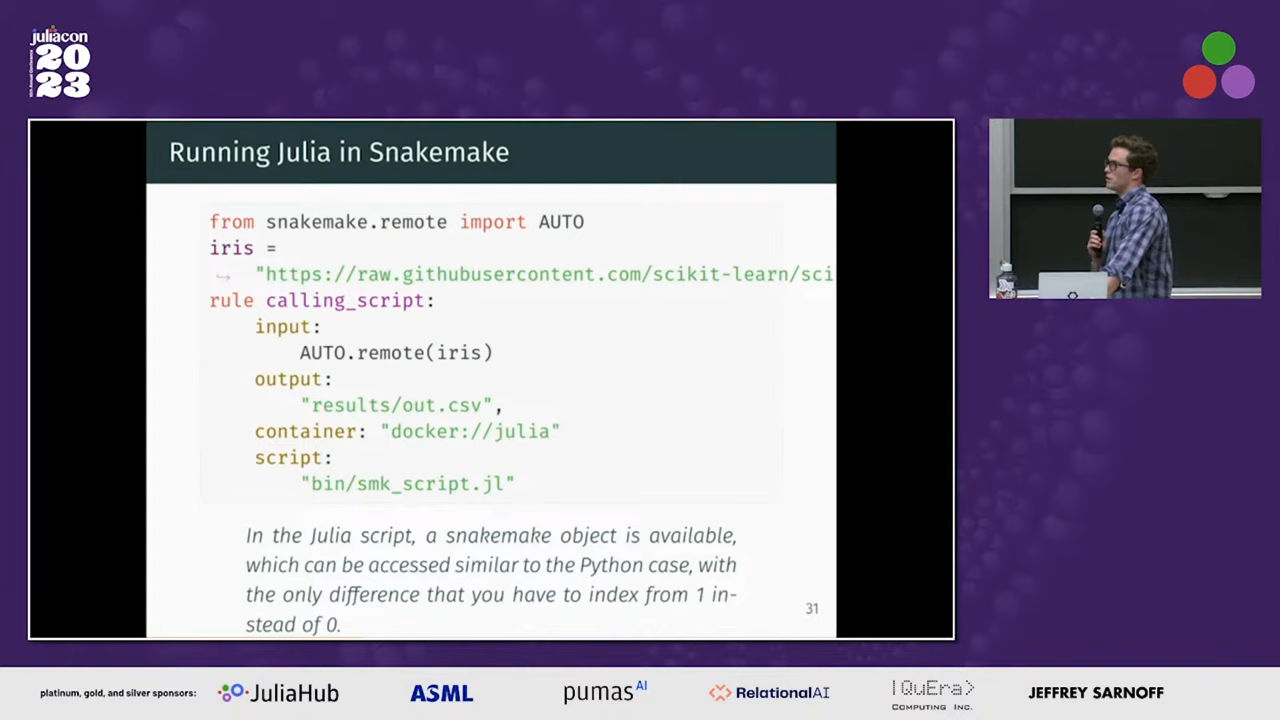 juliacon
20
23
Running Julia in Snakemake
from snakemake.remote import AUTO
iris =
↪ "https://raw.githubusercontent.com/scikit-learn/sci
rule calling_script:
input:
AUTO.remote(iris)
output:
"results/out.csv",
container: "docker://julia"
script:
"bin/smk_script.jl"
In the Julia script, a snakemake object is available,
which can be accessed similar to the Python case, with
the only difference that you have to index from 1 in-
stead of 0.
31
platinum, gold, and silver sponsors:
JuliaHub
ASML
pumasAI
RelationalAI
|QuEra>
COMPUTING INC.
JEFFREY SARNOFF